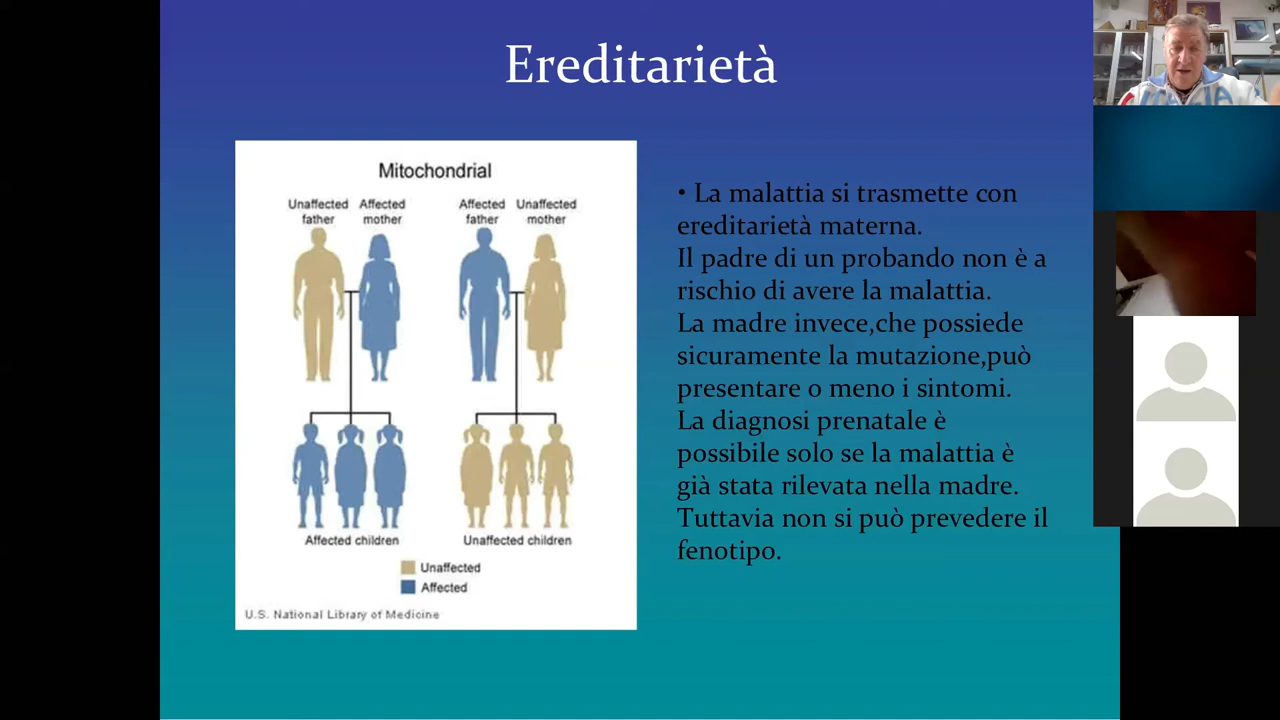 Ereditarietà
Mitochondrial
Unaffected father
Affected mother
Affected father
Unaffected mother
Affected children
Unaffected children
Unaffected
Affected
U.S. National Library of Medicine
• La malattia si trasmette con
ereditarietà materna.
Il padre di un probando non è a
rischio di avere la malattia.
La madre invece,che possiede
sicuramente la mutazione,può
presentare o meno i sintomi.
La diagnosi prenatale è
possibile solo se la malattia è
già stata rilevata nella madre.
Tuttavia non si può prevedere il
fenotipo.